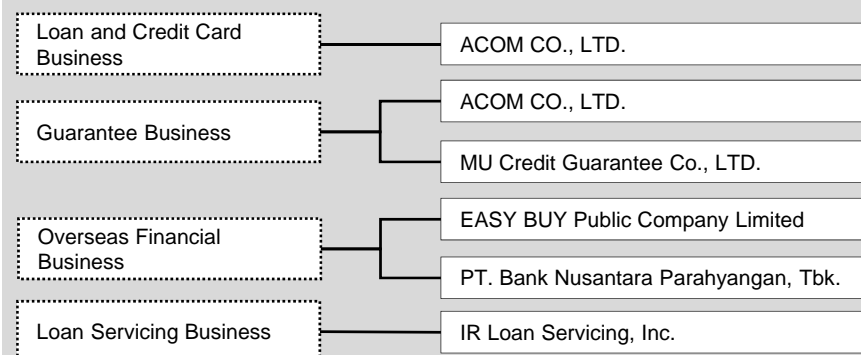 Loan and Credit Card
Business
ACOM CO., LTD.
ACOM CO., LTD.
Guarantee Business
MU Credit Guarantee Co., LTD.
EASY BUY Public Company Limited
Overseas Financial
Business
PT. Bank Nusantara Parahyangan, Tbk.
Loan Servicing Business
IR Loan Servicing, Inc.